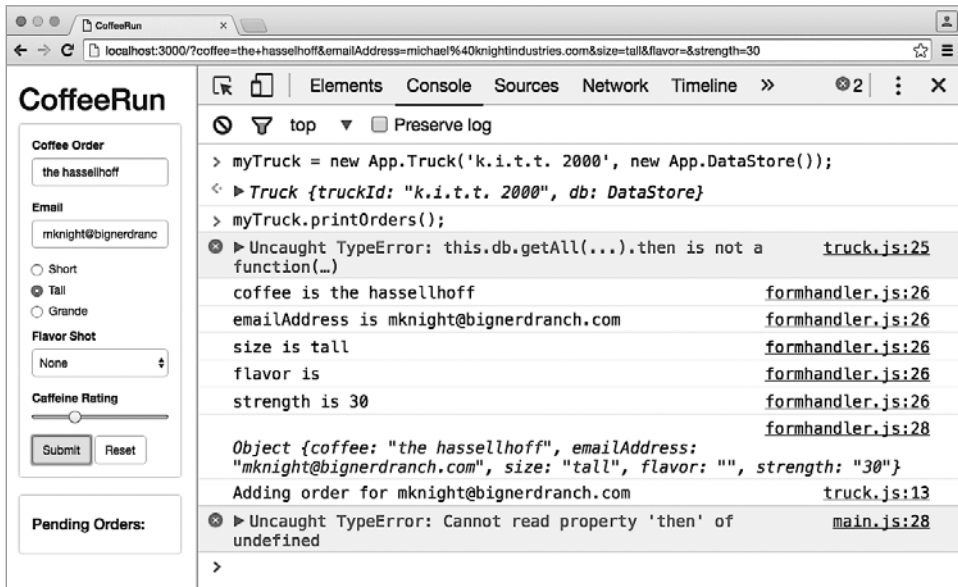 CoffeeRun
localhost:3000/?coffee=the+hasselhoff&emailAddress=michael%40knightindustries.com&size=tall&flavor=&strength=30
CoffeeRun
Coffee Order
the hassellhoff
Email
mknight@bignerdranc
Short
Tall
Grande
Flavor Shot
None
Caffeine Rating
Submit Reset
Pending Orders:
Elements Console Sources Network Timeline » 2
top ▼ Preserve log
> myTruck = new App.Truck('k.i.t.t. 2000', new App.DataStore());
Truck {truckId: "k.i.t.t. 2000", db: DataStore}
> myTruck.printOrders();
Uncaught TypeError: this.db.getAll(...).then is not a truck.js:25
function(…)
coffee is the hassellhoff formhandler.js:26
emailAddress is mknight@bignerdranch.com formhandler.js:26
size is tall formhandler.js:26
flavor is formhandler.js:26
strength is 30 formhandler.js:26
formhandler.js:28
Object {coffee: "the hassellhoff", emailAddress:
"mknight@bignerdranch.com", size: "tall", flavor: "", strength: "30"}
Adding order for mknight@bignerdranch.com truck.js:13
Uncaught TypeError: Cannot read property 'then' of main.js:28
undefined
>